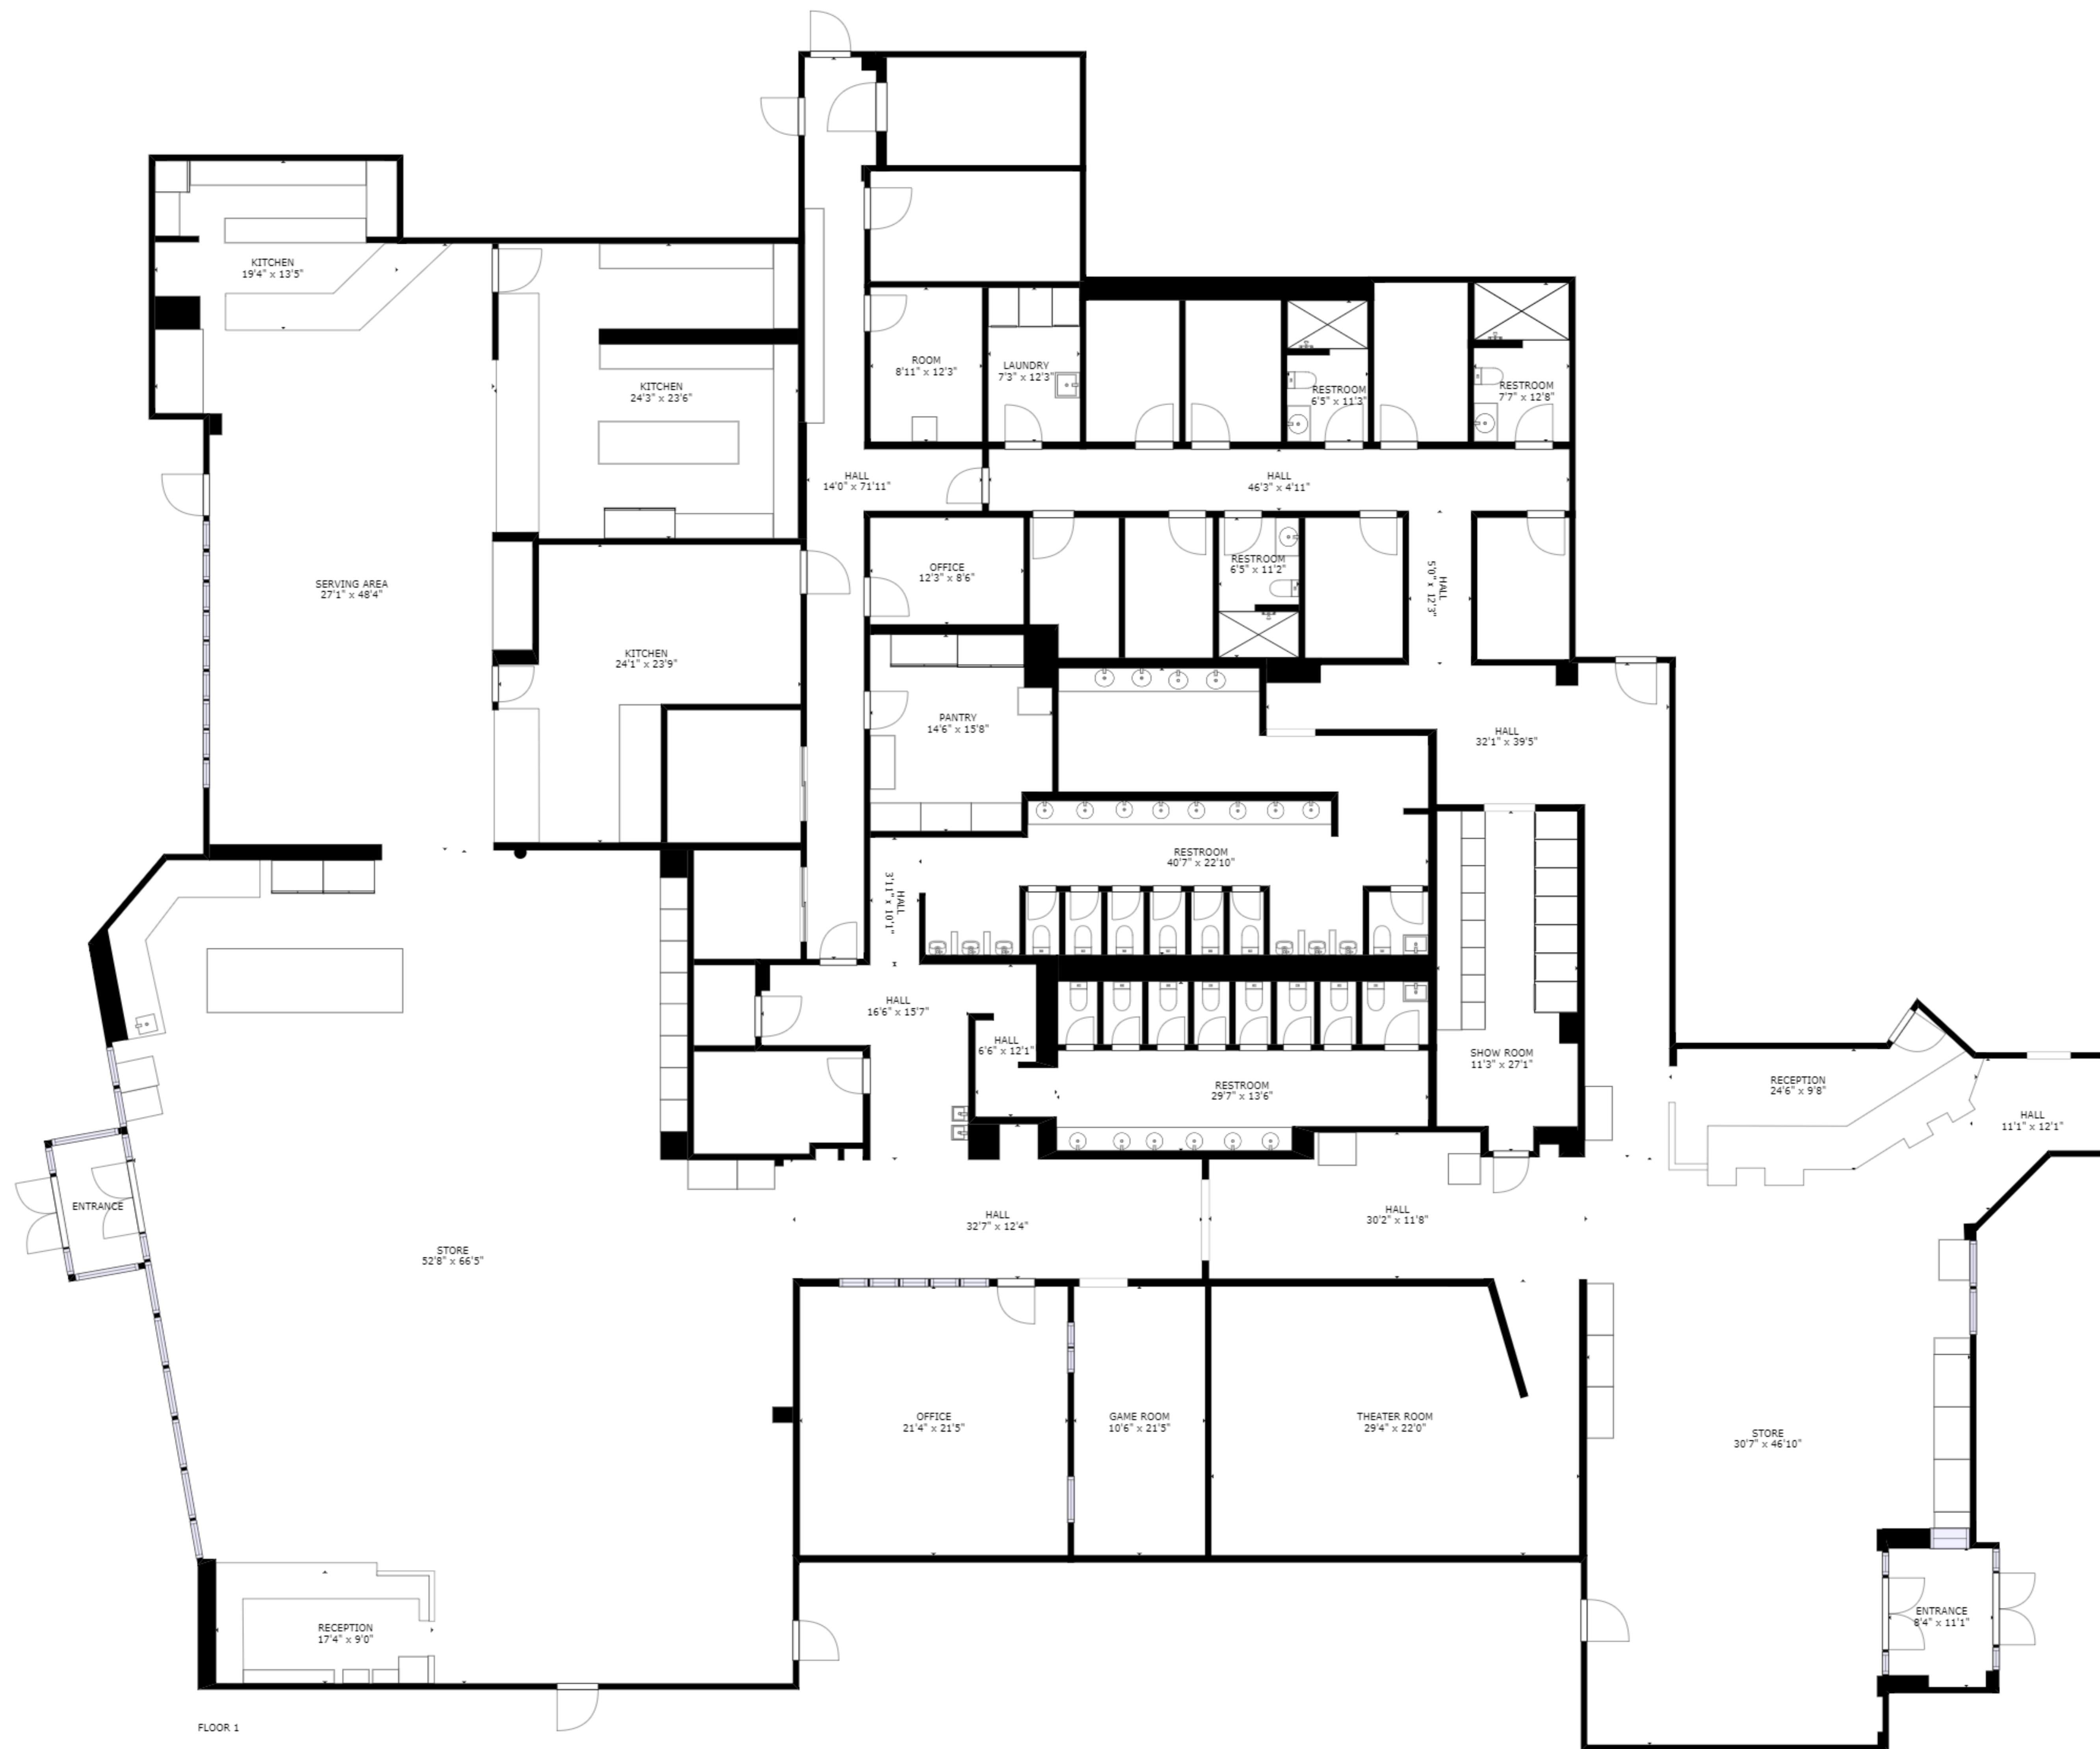 KITCHEN
19'4" x 13'5"
ROOM
8'11" x 12'3"
LAUNDRY
7'3" x 12'3"
KITCHEN
24'3" x 23'6"
RESTROOM
6'5" x 11'3"
RESTROOM
7'7" x 12'8"
HALL
14'0" x 71'11"
HALL
46'3" x 4'11"
SERVING AREA
27'1" x 48'4"
OFFICE
12'3" x 8'6"
RESTROOM
6'5" x 11'2"
HALL
5'0" x 12'3"
KITCHEN
24'1" x 23'9"
PANTRY
14'6" x 15'8"
HALL
32'1" x 39'5"
RESTROOM
40'7" x 22'10"
HALL
3'11" x 10'1"
HALL
16'6" x 15'7"
HALL
6'6" x 12'1"
SHOW ROOM
11'3" x 27'1"
RESTROOM
29'7" x 13'6"
RECEPTION
24'6" x 9'8"
HALL
11'1" x 12'1"
ENTRANCE
HALL
32'7" x 12'4"
HALL
30'2" x 11'8"
STORE
52'8" x 66'5"
OFFICE
21'4" x 21'5"
GAME ROOM
10'6" x 21'5"
THEATER ROOM
29'4" x 22'0"
STORE
30'7" x 46'10"
RECEPTION
17'4" x 9'0"
ENTRANCE
8'4" x 11'1"
FLOOR 1